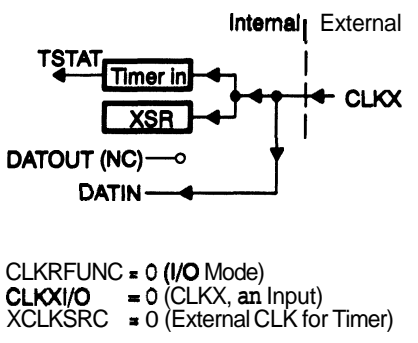 Internal External
TSTAT
Timer in
CLKX
XSR
DATOUT (NC)
DATIN
CLKRFUNC = 0 (I/O Mode)
CLKXI/O = 0 (CLKX, an Input)
XCLKSRC = 0 (External CLK for Timer)